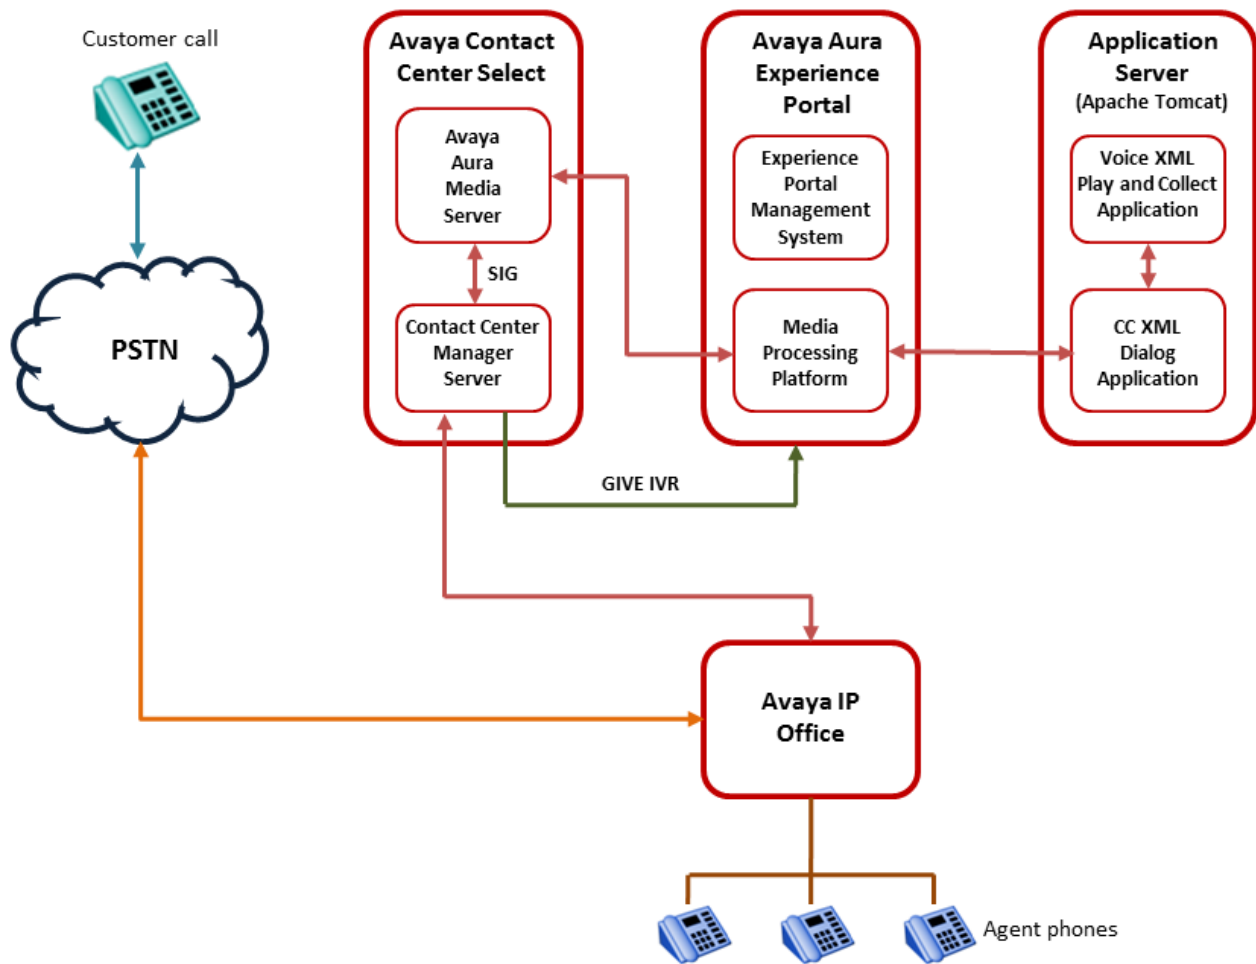 Customer call
PSTN
Avaya Contact
Center Select
Avaya
Aura
Media
Server
SIG
Contact Center
Manager
Server
Avaya Aura
Experience
Portal
Experience
Portal
Management
System
Media
Processing
Platform
Application
Server
(Apache Tomcat)
Voice XML
Play and Collect
Application
CC XML
Dialog
Application
GIVE IVR
Avaya IP
Office
Agent phones